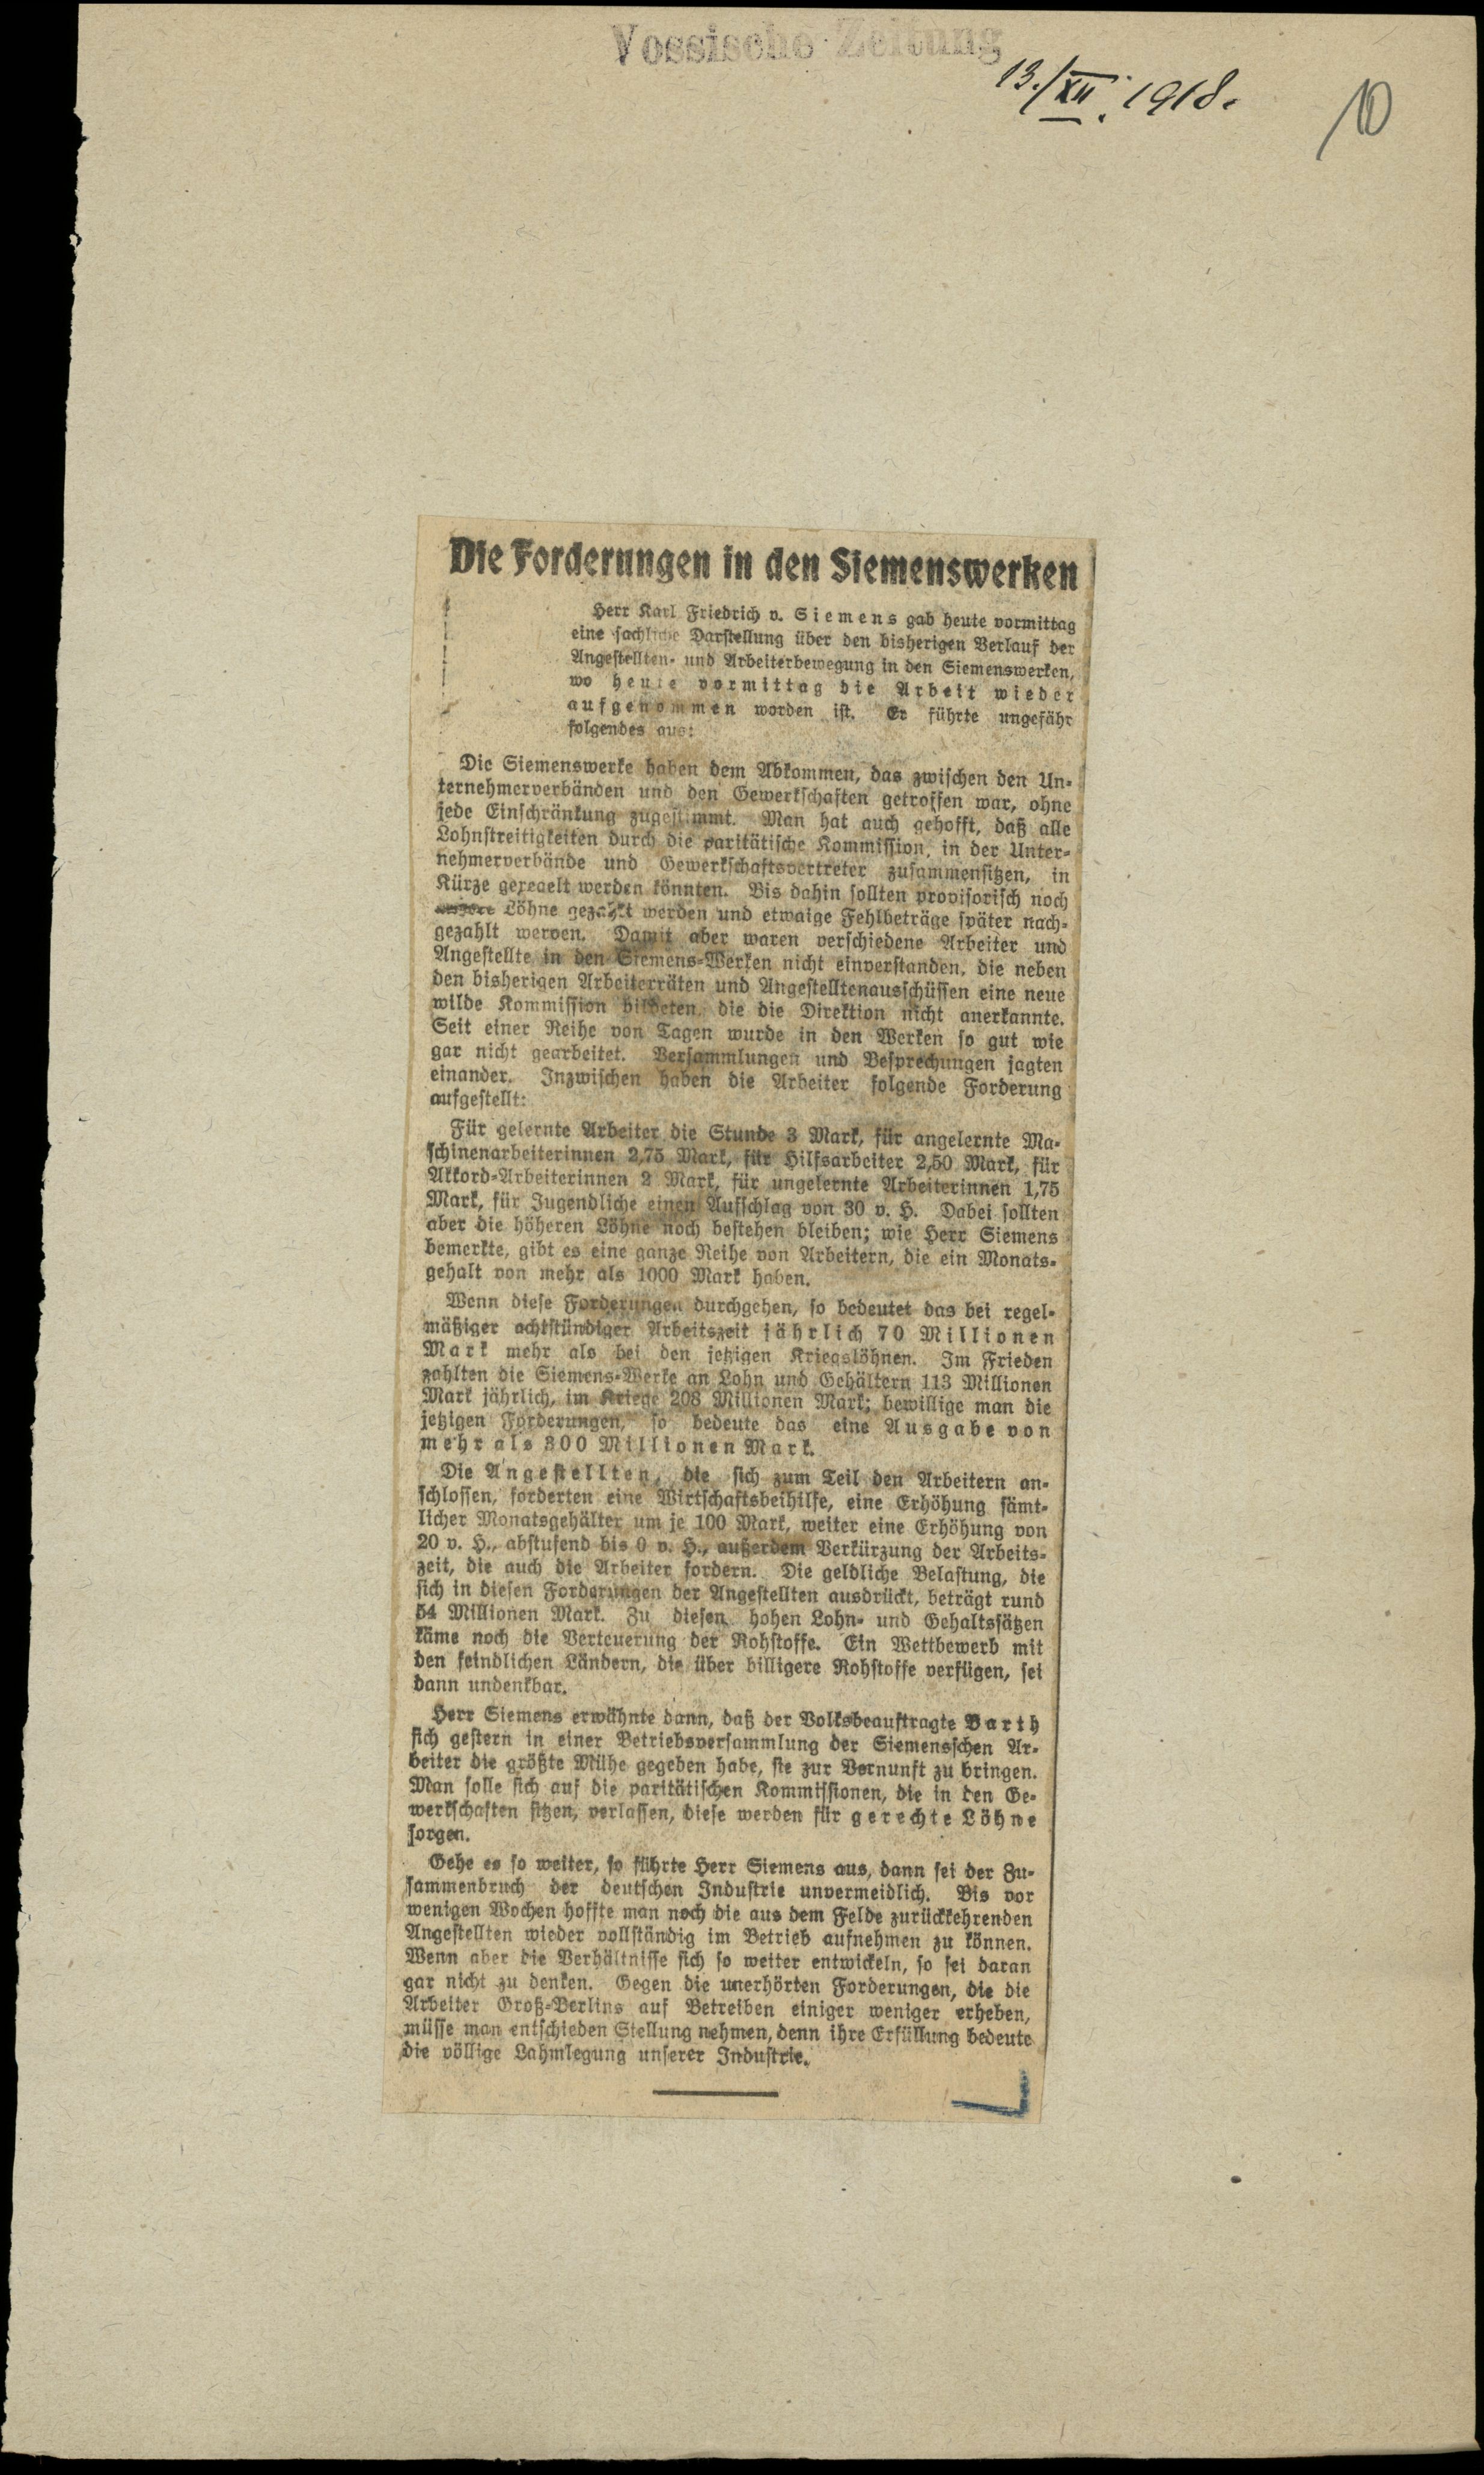 Vossische Zeitung
13./XII. 1918.
10
Die Forderungen in den Siemenswerken
Herr Karl Friedrich v. Siemens gab heute vormittag
eine sachliche Darstellung über den bisherigen Verlauf der
Angestellten- und Arbeiterbewegung in den Siemenswerken,
wo heute vormittag die Arbeit wieder
aufgenommen worden ist. Er führte ungefähr
folgendes aus:
Die Siemenswerke haben dem Abkommen, das zwischen den Un-
ternehmerverbänden und den Gewerkschaften getroffen war, ohne
jede Einschränkung zugestimmt. Man hat auch gehofft, daß alle
Lohnstreitigkeiten durch die paritätische Kommission, in der Unter-
nehmerverbände und Gewerkschaftsvertreter zusammensitzen, in
Kürze geregelt werden könnten. Bis dahin sollten provisorisch noch
Löhne gezahlt werden und etwaige Fehlbeträge später nach-
gezahlt werden. Damit aber waren verschiedene Arbeiter und
Angestellte in den Siemens-Werken nicht einverstanden, die neben
den bisherigen Arbeiterräten und Angestelltenausschüssen eine neue
wilde Kommission bildeten, die die Direktion nicht anerkannte.
Seit einer Reihe von Tagen wurde in den Werken so gut wie
gar nicht gearbeitet. Versammlungen und Besprechungen jagten
einander. Inzwischen haben die Arbeiter folgende Forderung
aufgestellt:
Für gelernte Arbeiter die Stunde 3 Mark, für angelernte Ma-
schinenarbeiterinnen 2,75 Mark, für Hilfsarbeiter 2,50 Mark, für
Akkord-Arbeiterinnen 2 Mark, für ungelernte Arbeiterinnen 1,75
Mark, für Jugendliche einen Aufschlag von 30 v. H. Dabei sollten
aber die höheren Löhne noch bestehen bleiben; wie Herr Siemens
bemerkte, gibt es eine ganze Reihe von Arbeitern, die ein Monats-
gehalt von mehr als 1000 Mark haben.
Wenn diese Forderungen durchgehen, so bedeutet das bei regel-
mäßiger achtstündiger Arbeitszeit jährlich 70 Millionen
Mark mehr als bei den jetzigen Kriegslöhnen. Im Frieden
zahlten die Siemens-Werke an Lohn und Gehältern 113 Millionen
Mark jährlich, im Kriege 208 Millionen Mark; bewillige man die
jetzigen Forderungen, so bedeute das eine Ausgabe von
mehr als 300 Millionen Mark.
Die Angestellten, die sich zum Teil den Arbeitern an-
schlossen, forderten eine Wirtschaftsbeihilfe, eine Erhöhung sämt-
licher Monatsgehälter um je 100 Mark, weiter eine Erhöhung von
20 v. H., abstufend bis 0 v. H., außerdem Verkürzung der Arbeits-
zeit, die auch die Arbeiter fordern. Die geldliche Belastung, die
sich in diesen Forderungen der Angestellten ausdrückt, beträgt rund
54 Millionen Mark. Zu diesen hohen Lohn- und Gehaltssätzen
käme noch die Verteuerung der Rohstoffe. Ein Wettbewerb mit
den feindlichen Ländern, die über billigere Rohstoffe verfügen, sei
dann undenkbar.
Herr Siemens erwähnte dann, daß der Volksbeauftragte Barth
sich gestern in einer Betriebsversammlung der Siemensschen Ar-
beiter die größte Mühe gegeben habe, sie zur Vernunft zu bringen.
Man solle sich auf die paritätischen Kommissionen, die in den Ge-
werkschaften sitzen, verlassen, diese werden für gerechte Löhne
sorgen.
Gehe es so weiter, so führte Herr Siemens aus, dann sei der Zu-
sammenbruch der deutschen Industrie unvermeidlich. Bis vor
wenigen Wochen hoffte man noch die aus dem Felde zurückkehrenden
Angestellten wieder vollständig im Betrieb aufnehmen zu können.
Wenn aber die Verhältnisse sich so weiter entwickeln, so sei daran
gar nicht zu denken. Gegen die unerhörten Forderungen, die die
Arbeiter Groß-Berlins auf Betreiben einiger weniger erheben,
müsse man entschieden Stellung nehmen, denn ihre Erfüllung bedeute
die völlige Lahmlegung unserer Industrie.